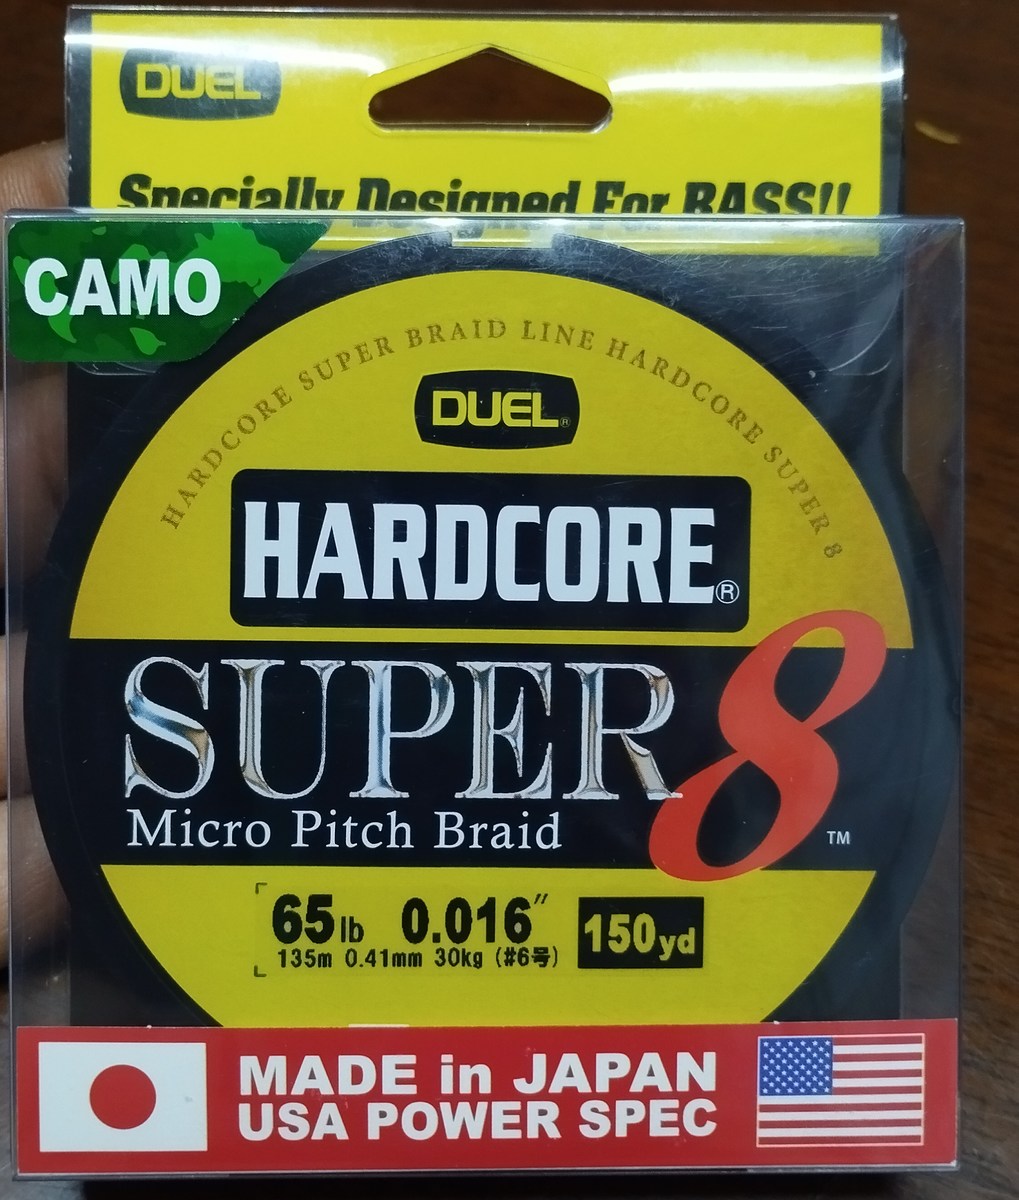 DUEL
Specially Designed For BASS!!
CAMO
HARDCORE SUPER BRAID LINE HARDCORE SUPER 8
DUEL®
HARDCORE®
SUPER 8™
Micro Pitch Braid
65lb 0.016″ 150yd
135m 0.41mm 30kg (#6号)
MADE in JAPAN
USA POWER SPEC